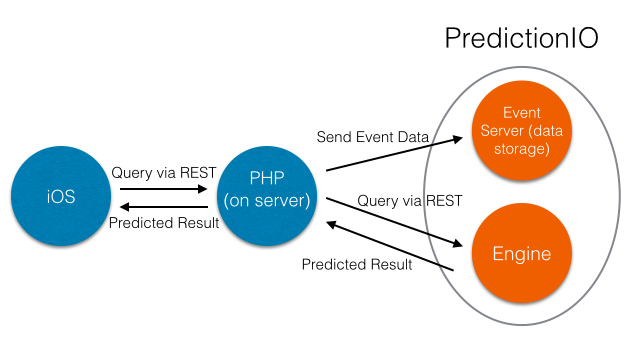 PredictionIO
Event
Server (data
storage)
Send Event Data
Query via REST
iOS
PHP
(on server)
Predicted Result
Query via REST
Engine
Predicted Result